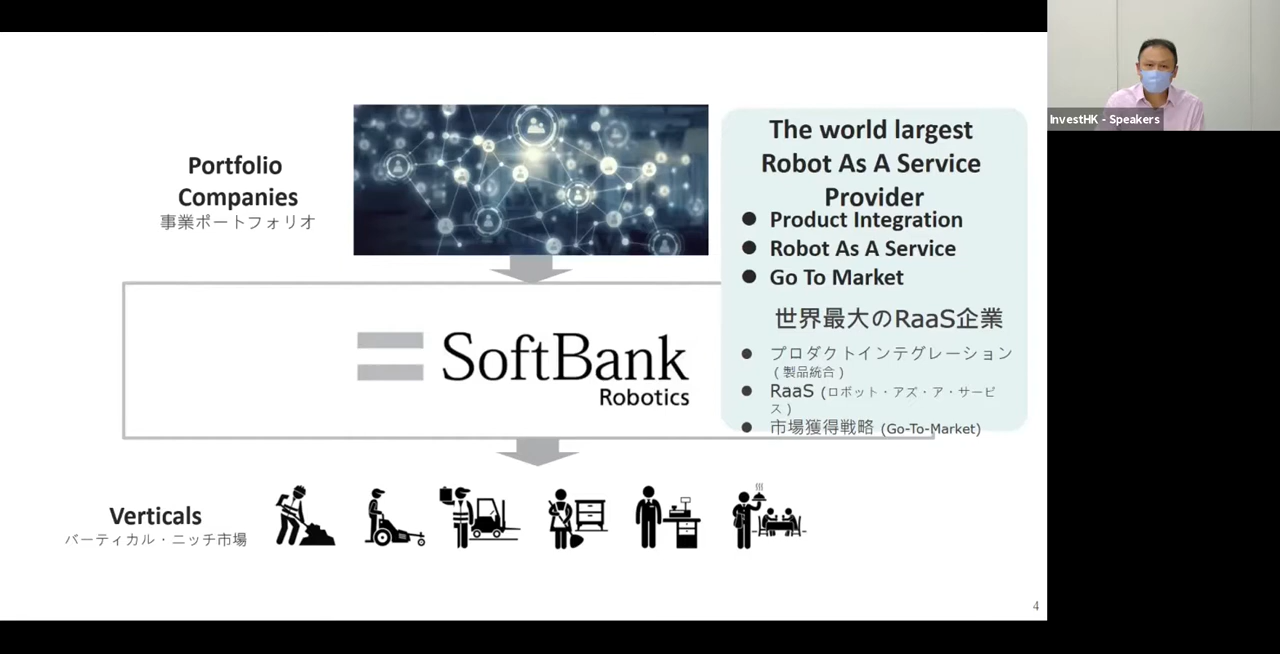 Portfolio
Companies
事業ポートフォリオ
The world largest
Robot As A Service
Provider
● Product Integration
● Robot As A Service
● Go To Market
世界最大のRaaS企業
● プロダクトインテグレーション
(製品統合)
● RaaS (ロボット・アズ・ア・サービ
ス)
● 市場獲得戦略 (Go-To-Market)
SoftBank
Robotics
Verticals
バーティカル・ニッチ市場
4
InvestHK - Speakers